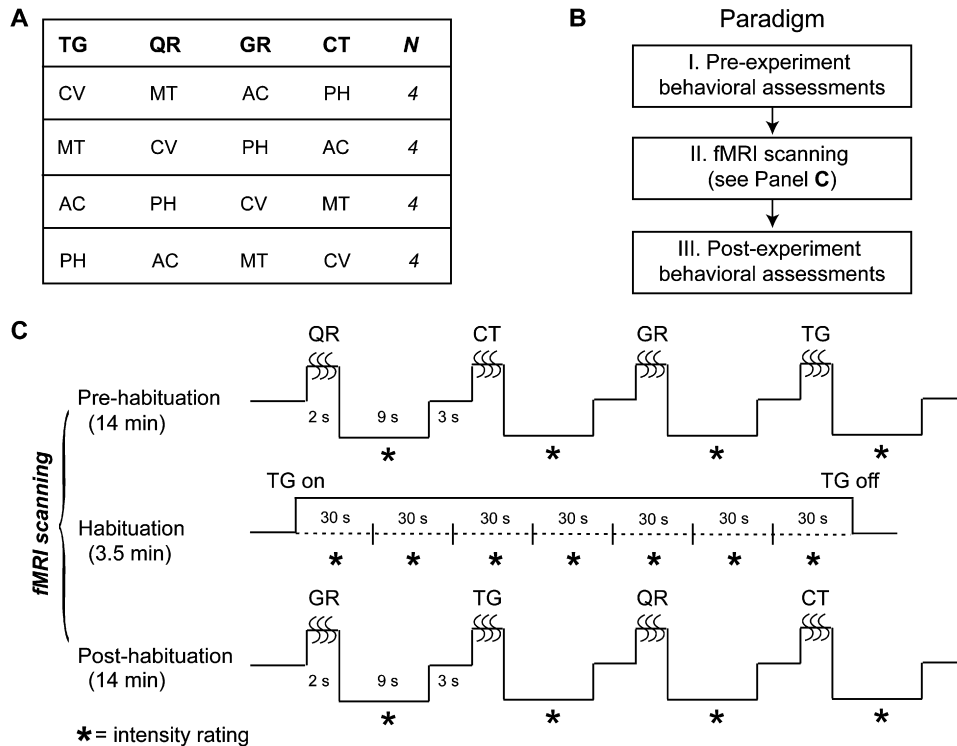 A
TG QR GR CT N
CV MT AC PH 4
MT CV PH AC 4
AC PH CV MT 4
PH AC MT CV 4
B
Paradigm
I. Pre-experiment
behavioral assessments
II. fMRI scanning
(see Panel C)
III. Post-experiment
behavioral assessments
C
fMRI scanning
QR CT GR TG
Pre-habituation
(14 min)
2 s 9 s 3 s
* * * *
TG on TG off
Habituation
(3.5 min)
30 s 30 s 30 s 30 s 30 s 30 s 30 s
* * * * * * *
GR TG QR CT
Post-habituation
(14 min)
2 s 9 s 3 s
* * * *
* = intensity rating